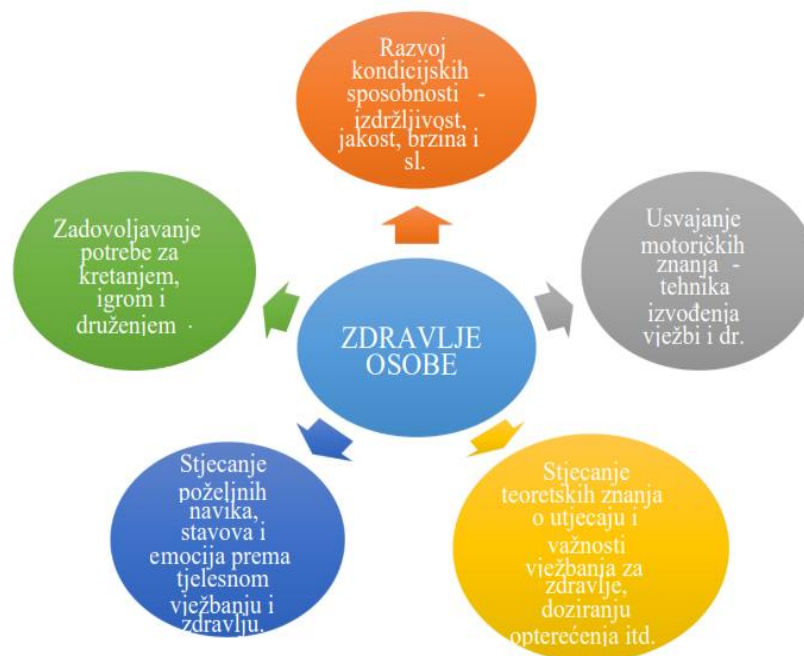 Razvoj
kondicijskih
sposobnosti -
izdržljivost,
jakost, brzina i
sl.
Zadovoljavanje
potrebe za
kretanjem,
igrom i
druženjem .
Usvajanje
motoričkih
znanja -
tehnika
izvođenja
vježbi i dr.
ZDRAVLJE
OSOBE
Stjecanje
poželjnih
navika,
stavova i
emocija prema
tjelesnom
vježbanju i
zdravlju.
Stjecanje
teoretskih znanja
o utjecaju i
važnosti
vježbanja za
zdravlje,
doziranju
opterećenja itd.